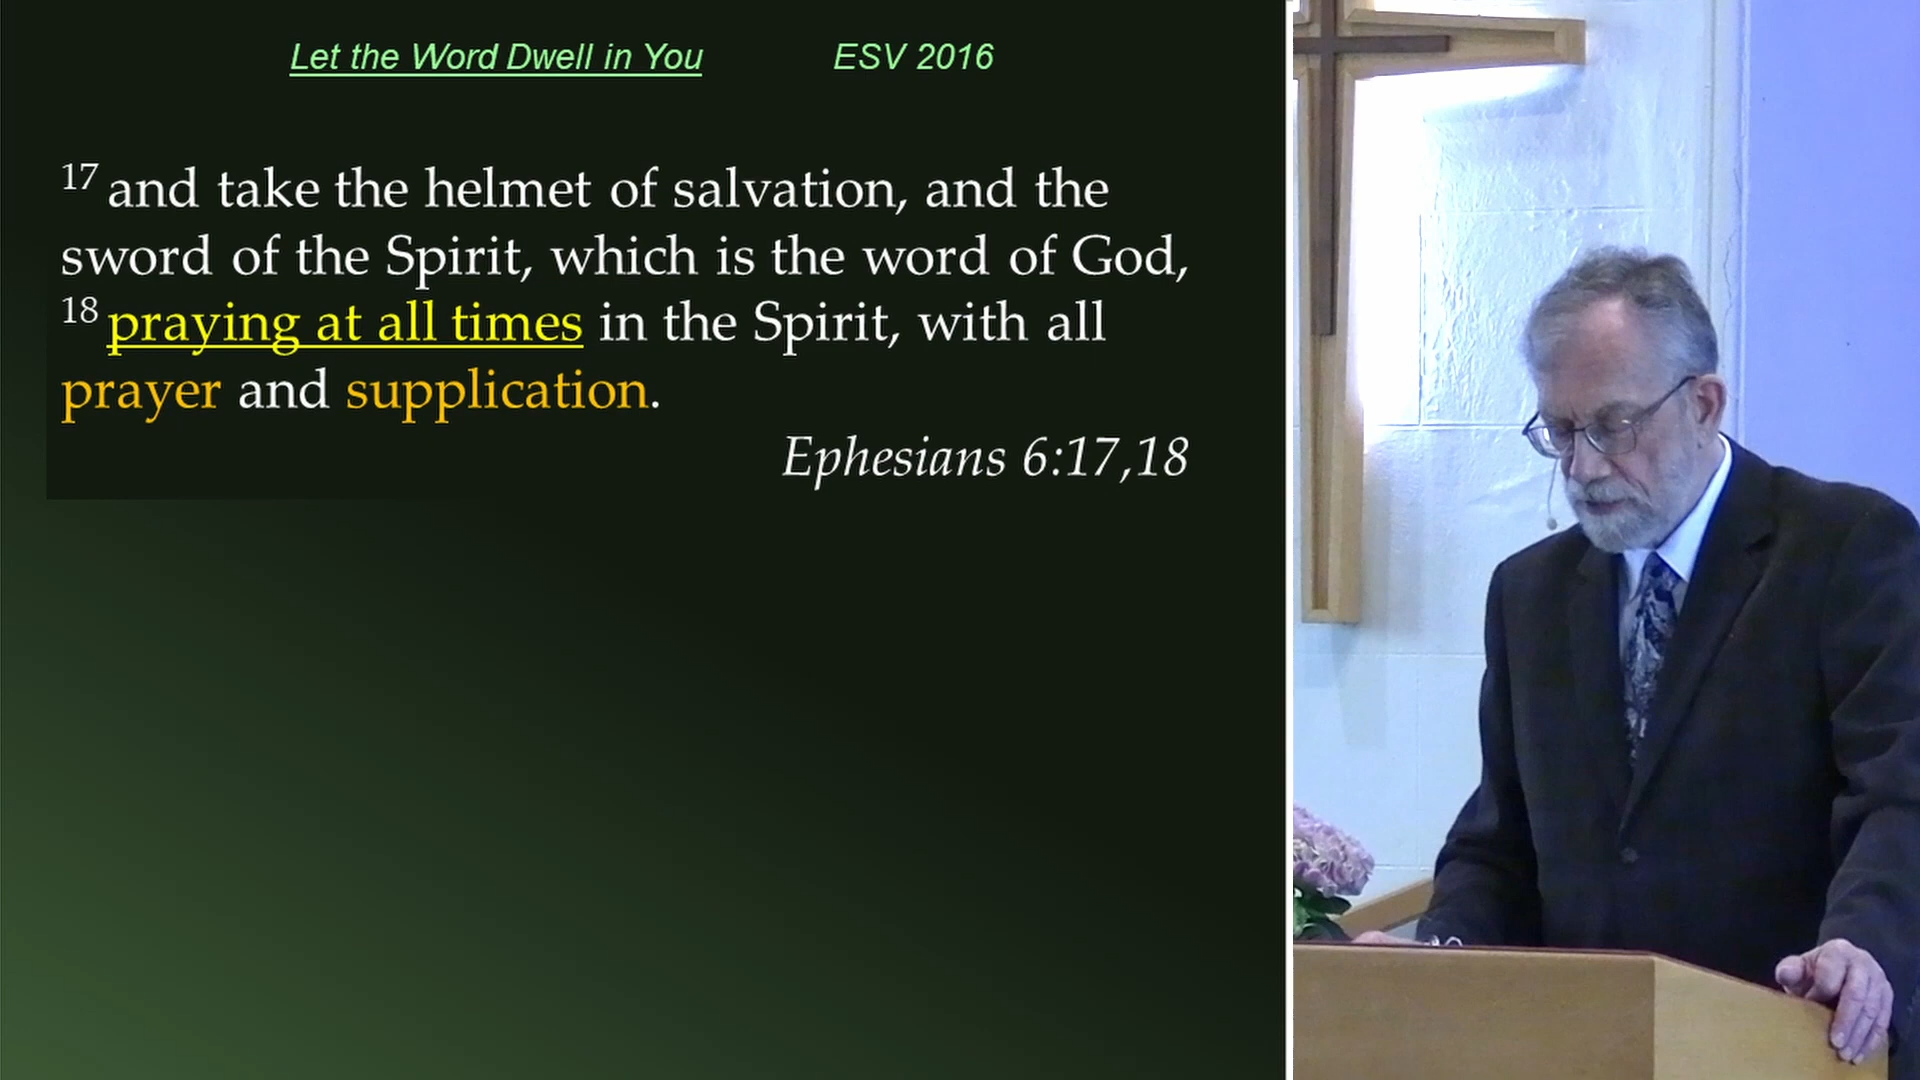 Let the Word Dwell in You ESV 2016
17 and take the helmet of salvation, and the
sword of the Spirit, which is the word of God,
18 praying at all times in the Spirit, with all
prayer and supplication.
Ephesians 6:17,18